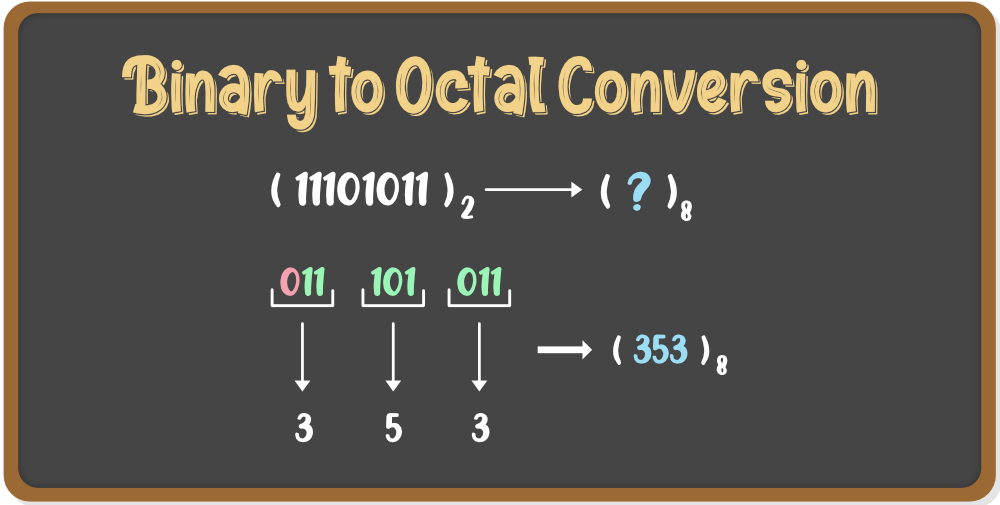 Binary to Octal Conversion
( 11101011 )2 → ( ? )8
011 101 011
→ ( 353 )8
3 5 3